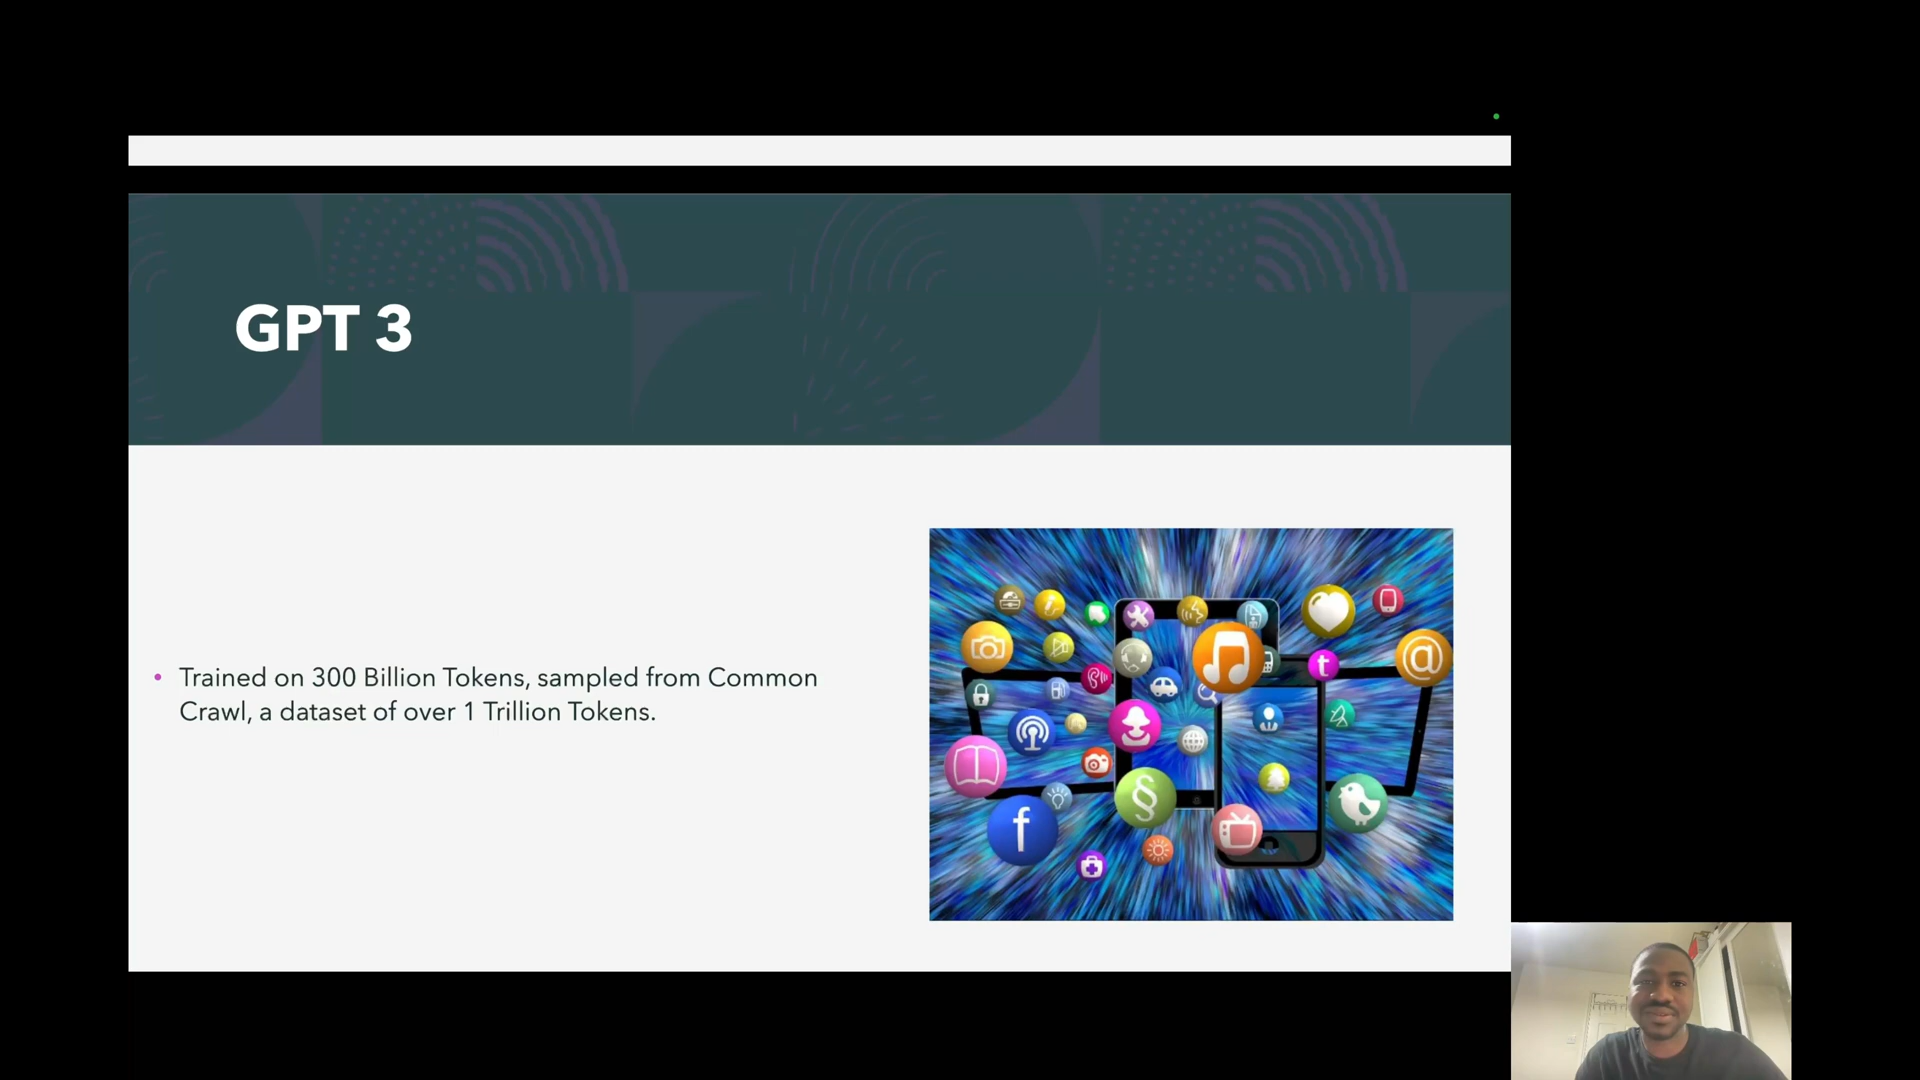 GPT 3
• Trained on 300 Billion Tokens, sampled from Common
Crawl, a dataset of over 1 Trillion Tokens.
f
t
@
§